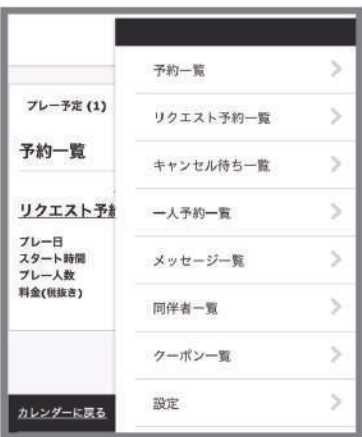 プレー予定 (1)
予約一覧
リクエスト予
プレー日
スタート時間
プレー人数
料金(税抜き)
カレンダーに戻る
予約一覧
リクエスト予約一覧
キャンセル待ち一覧
一人予約一覧
メッセージ一覧
同伴者一覧
クーポン一覧
設定